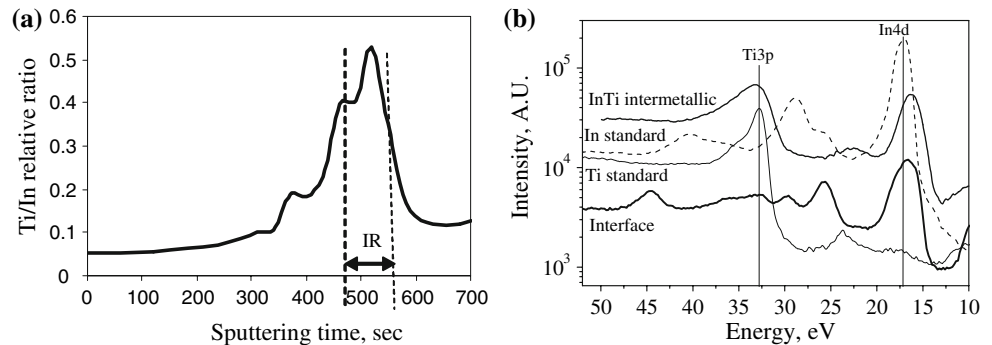 (a)
Ti/In relative ratio
0.6
0.5
0.4
0.3
0.2
0.1
0
IR
0 100 200 300 400 500 600 700
Sputtering time, sec
(b)
Intensity, A.U.
10^5
10^4
10^3
Ti3p
In4d
InTi intermetallic
In standard
Ti standard
Interface
50 45 40 35 30 25 20 15 10
Energy, eV